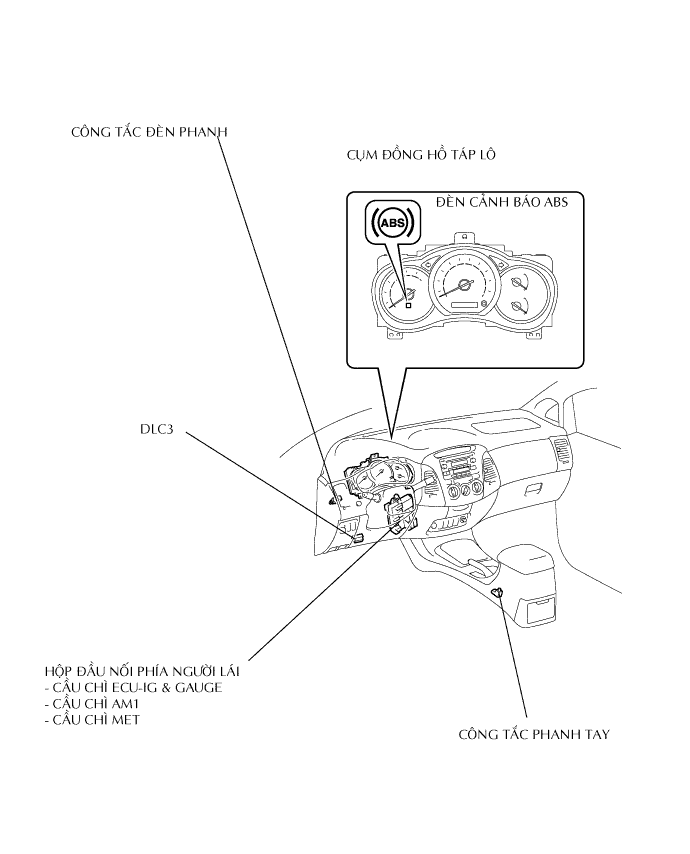 CÔNG TẮC ĐÈN PHANH
CỤM ĐỒNG HỒ TÁP LÔ
ĐÈN CẢNH BÁO ABS
ABS
DLC3
HỘP ĐẦU NỐI PHÍA NGƯỜI LÁI
- CẦU CHÌ ECU-IG & GAUGE
- CẦU CHÌ AM1
- CẦU CHÌ MET
CÔNG TẮC PHANH TAY